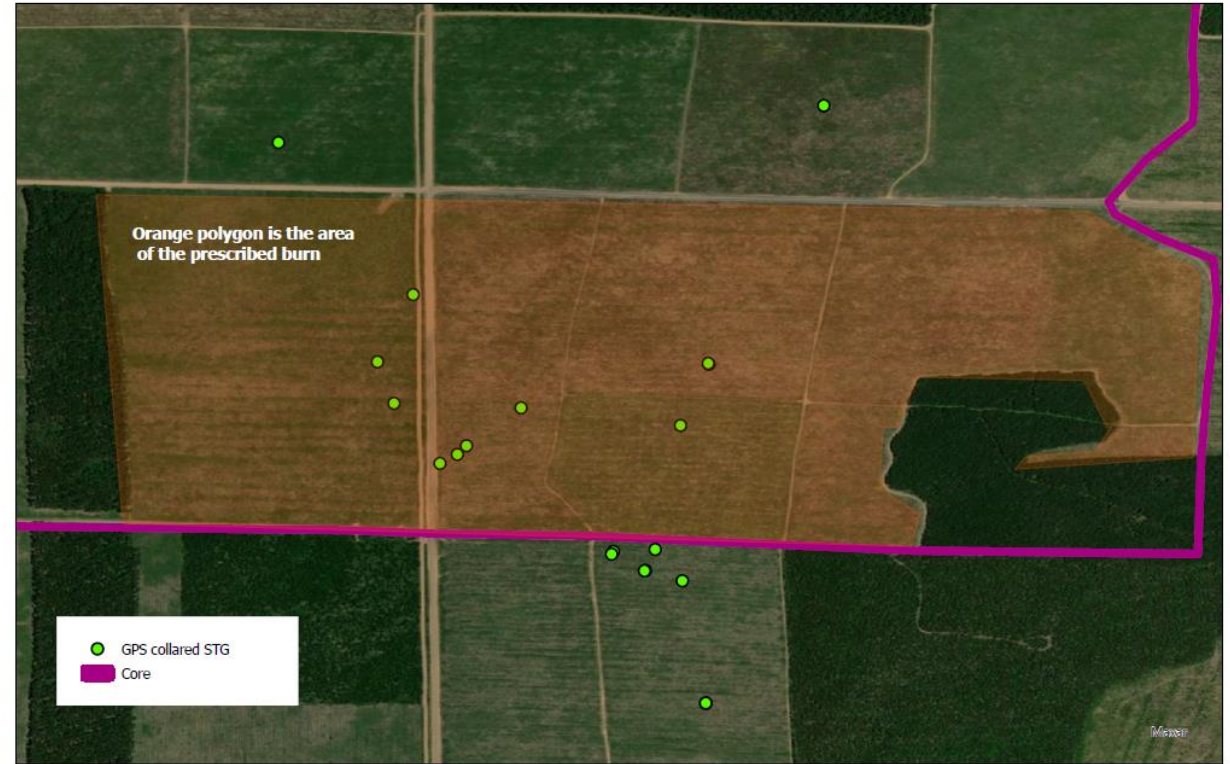 Orange polygon is the area
of the prescribed burn
GPS collared STG
Core
Maxar